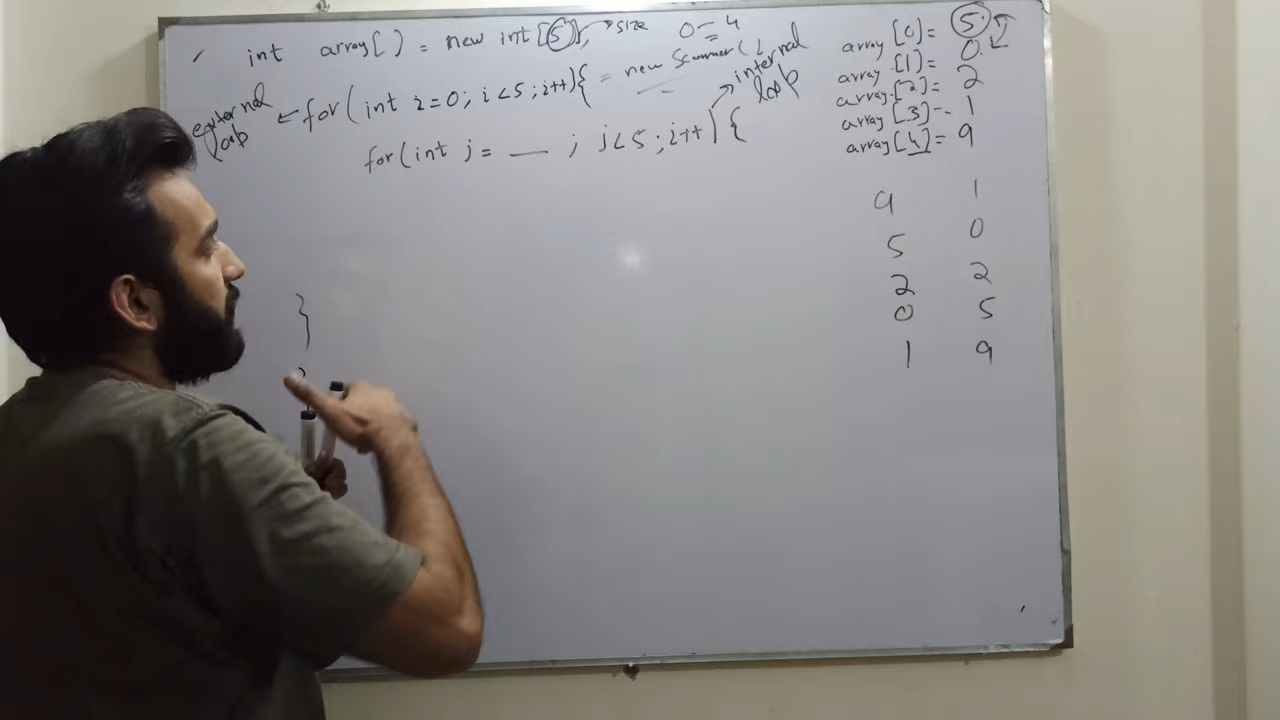 int array[] = new int[5]; size 0-4
external loop for(int i=0; i<5; i++){ = new Scanner( internal loop
for(int j= __ ; j<5; i++){
}
array [0]= 5
array [1]= 0
array [2]= 2
array [3]= 1
array [4]= 9
9 1
5 0
2 2
0 5
1 9